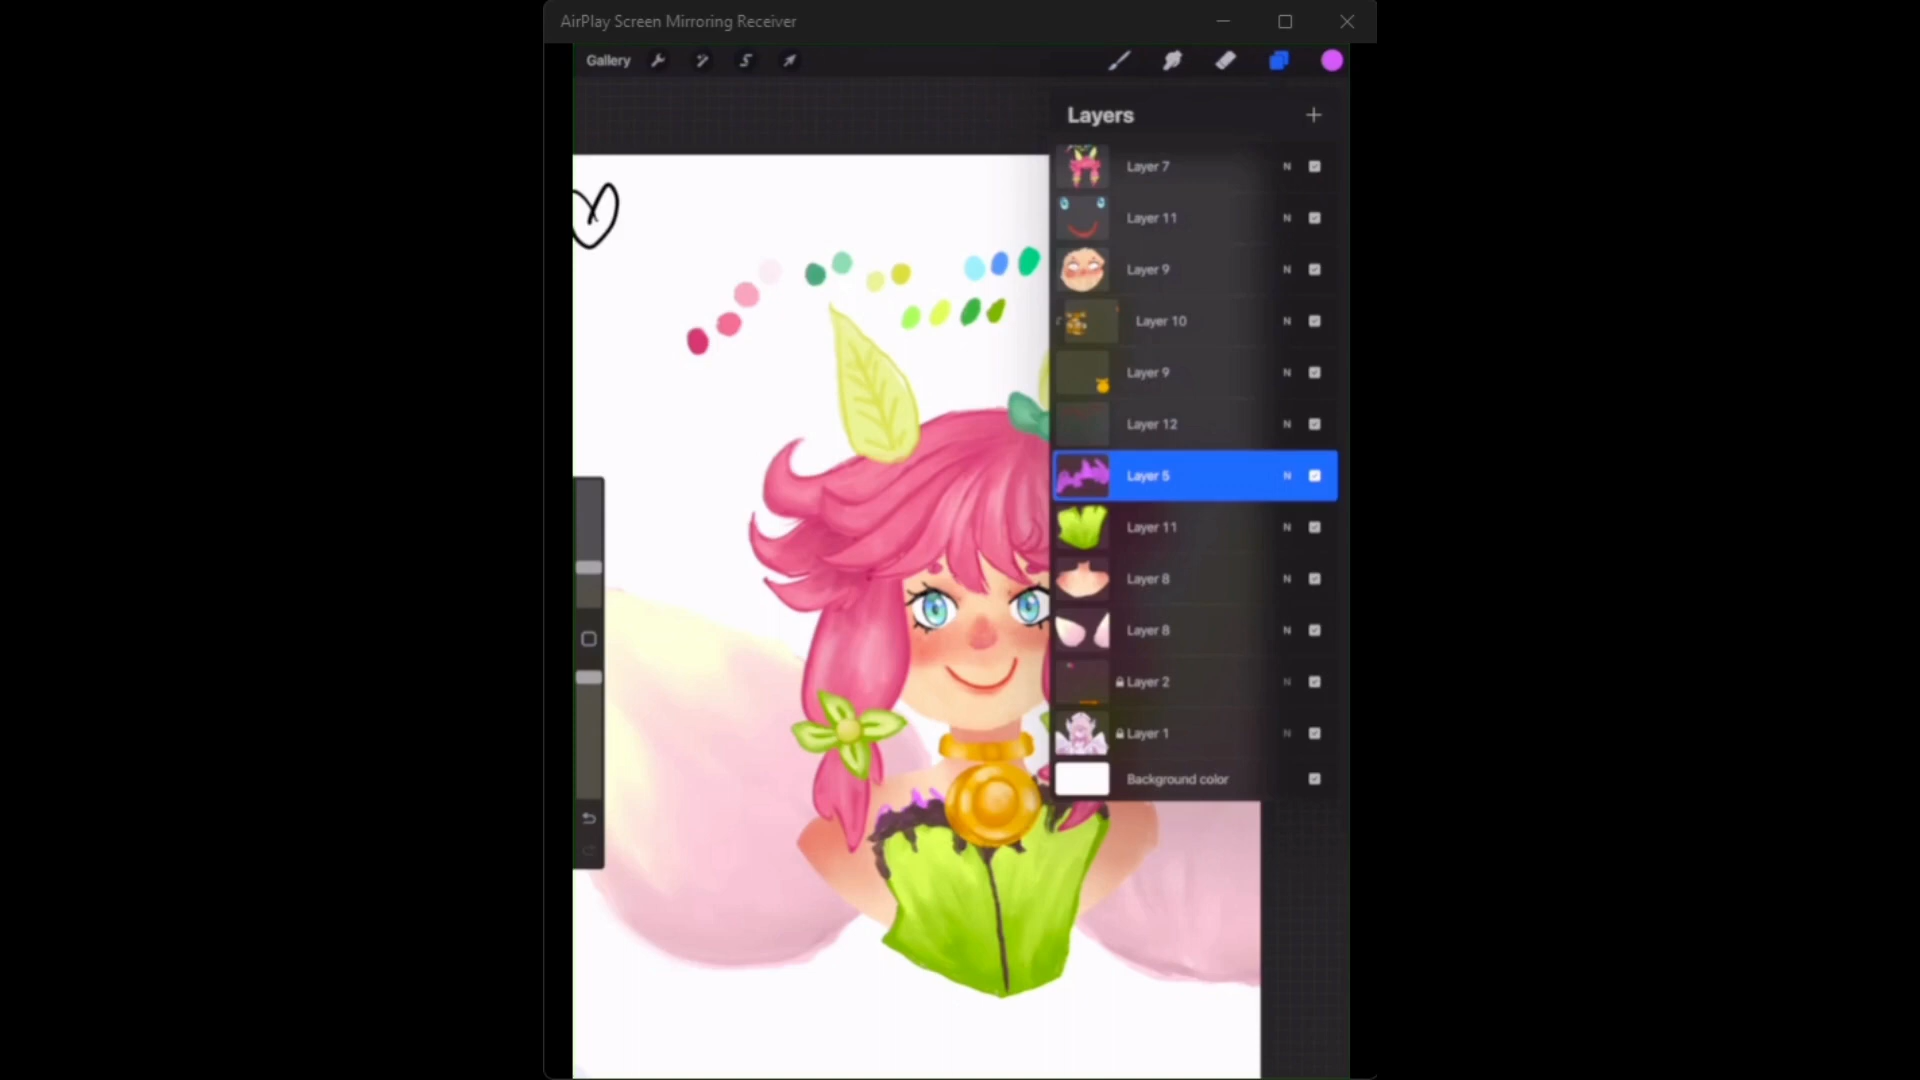 AirPlay Screen Mirroring Receiver
Gallery
Layers
Layer 7 N
Layer 11 N
Layer 9 N
Layer 10 N
Layer 9 N
Layer 12 N
Layer 5 N
Layer 11 N
Layer 8 N
Layer 8 N
Layer 2 N
Layer 1 N
Background color